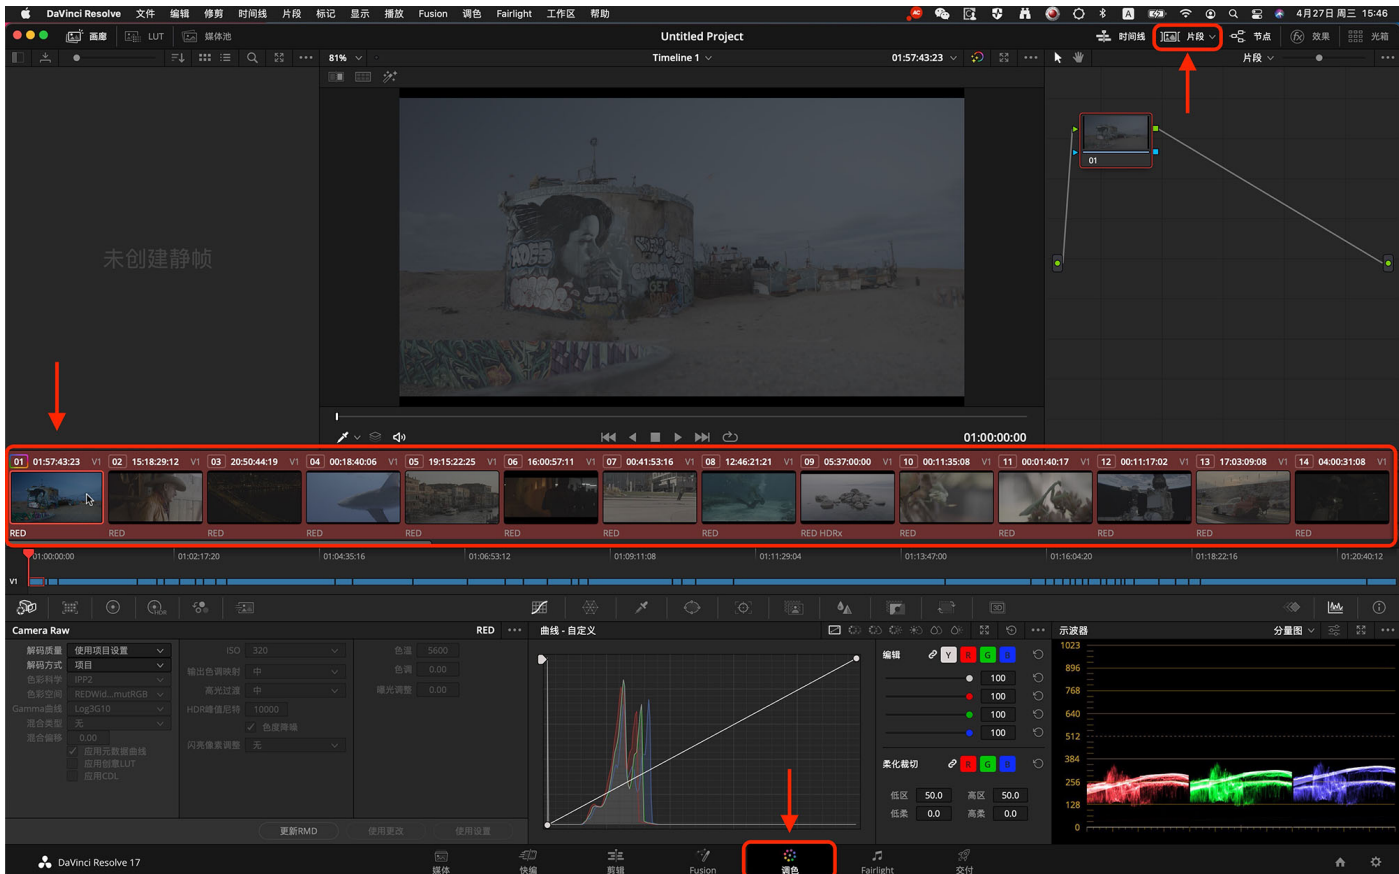 DaVinci Resolve 文件 编辑 修剪 时间线 片段 标记 显示 播放 Fusion 调色 Fairlight 工作区 帮助 A 4月27日 周三 15:46
画廊 LUT 媒体池 Untitled Project 时间线 片段 节点 效果 光箱
81% Timeline 1 01:57:43:23 片段
未创建静帧
01
01:00:00:00
01 01:57:43:23 V1 02 15:18:29:12 V1 03 20:50:44:19 V1 04 00:18:40:06 V1 05 19:15:22:25 V1 06 16:00:57:11 V1 07 00:41:53:16 V1 08 12:46:21:21 V1 09 05:37:00:00 V1 10 00:11:35:08 V1 11 00:01:40:17 V1 12 00:11:17:02 V1 13 17:03:09:08 V1 14 04:00:31:08 V1
RED RED RED RED RED RED RED RED RED HDRx RED RED RED RED RED
01:00:00:00 01:02:17:20 01:04:35:16 01:06:53:12 01:09:11:08 01:11:29:04 01:13:47:00 01:16:04:20 01:18:22:16 01:20:40:12
V1
Camera Raw RED 曲线 - 自定义 示波器 分量图
解码质量 使用项目设置 ISO 320 色温 5600 编辑 Y R G B 1023
解码方式 项目 输出色调映射 中 色调 0.00 100 896
色彩科学 IPP2 高光过渡 中 曝光调整 0.00 100 768
色彩空间 REDWid...mutRGB HDR峰值尼特 10000 100 640
Gamma曲线 Log3G10 色度降噪 100 512
混合类型 无 闪亮像素调整 无 柔化裁切 R G B 384
混合偏移 0.00 低区 50.0 高区 50.0 256
应用元数据曲线 低柔 0.0 高柔 0.0 128
应用创意LUT 0
应用CDL
更新RMD 使用更改 使用设置
DaVinci Resolve 17 媒体 快编 剪辑 Fusion 调色 Fairlight 交付